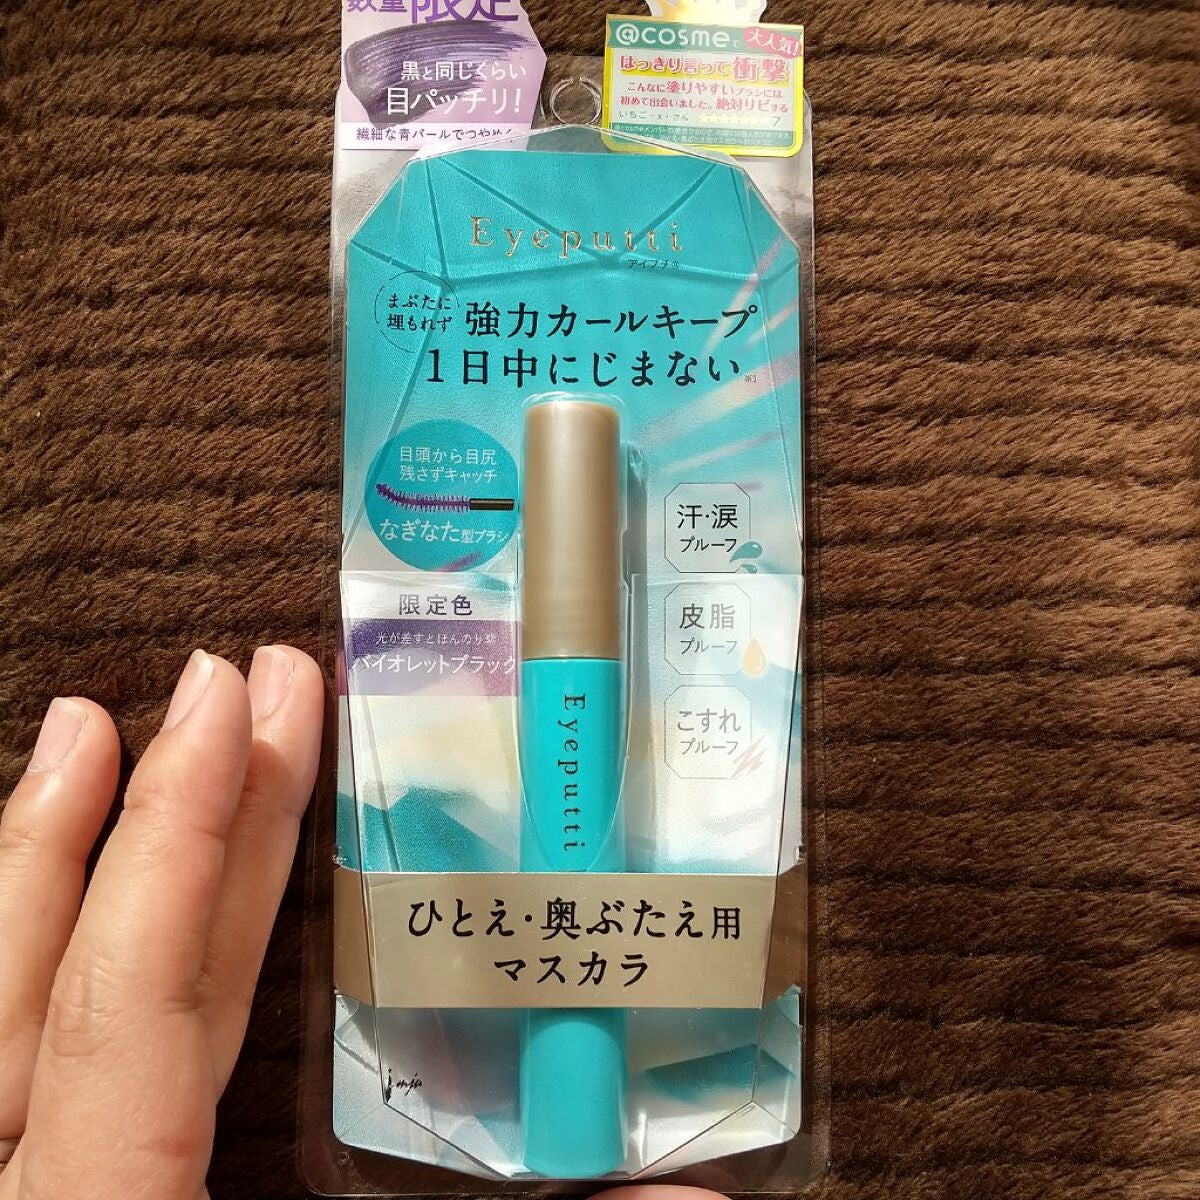 数量限定
黒と同じくらい
目パッチリ!
繊細な青パールでつやめく
@cosmeで大人気!
はっきり言って衝撃
こんなに塗りやすいブラシには
初めて出会いました。絶対リピする
いちご・x・さん ★★★★★★★7
Eyeputti
アイプチ®
まぶたに
埋もれず
強力カールキープ
1日中にじまない※1
目頭から目尻
残さずキャッチ
なぎなた型ブラシ
汗・涙
プルーフ
皮脂
プルーフ
こすれ
プルーフ
限定色
光が差すとほんのり紫
バイオレットブラック
Eyeputti
ひとえ・奥ぶたえ用
マスカラ